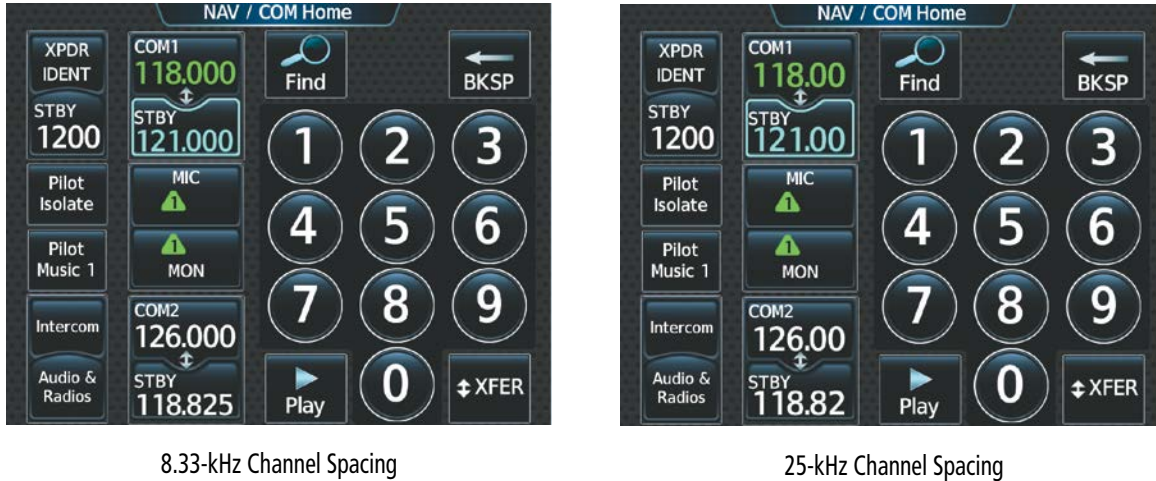 NAV / COM Home
XPDR
IDENT
STBY
1200
COM1
118.000
STBY
121.000
Find
BKSP
Pilot
Isolate
MIC
1
Pilot
Music 1
1
MON
Intercom
Audio &
Radios
COM2
126.000
STBY
118.825
1 2 3
4 5 6
7 8 9
Play
0
XFER
8.33-kHz Channel Spacing
NAV / COM Home
XPDR
IDENT
STBY
1200
COM1
118.00
STBY
121.00
Find
BKSP
Pilot
Isolate
MIC
1
Pilot
Music 1
1
MON
Intercom
Audio &
Radios
COM2
126.00
STBY
118.82
1 2 3
4 5 6
7 8 9
Play
0
XFER
25-kHz Channel Spacing